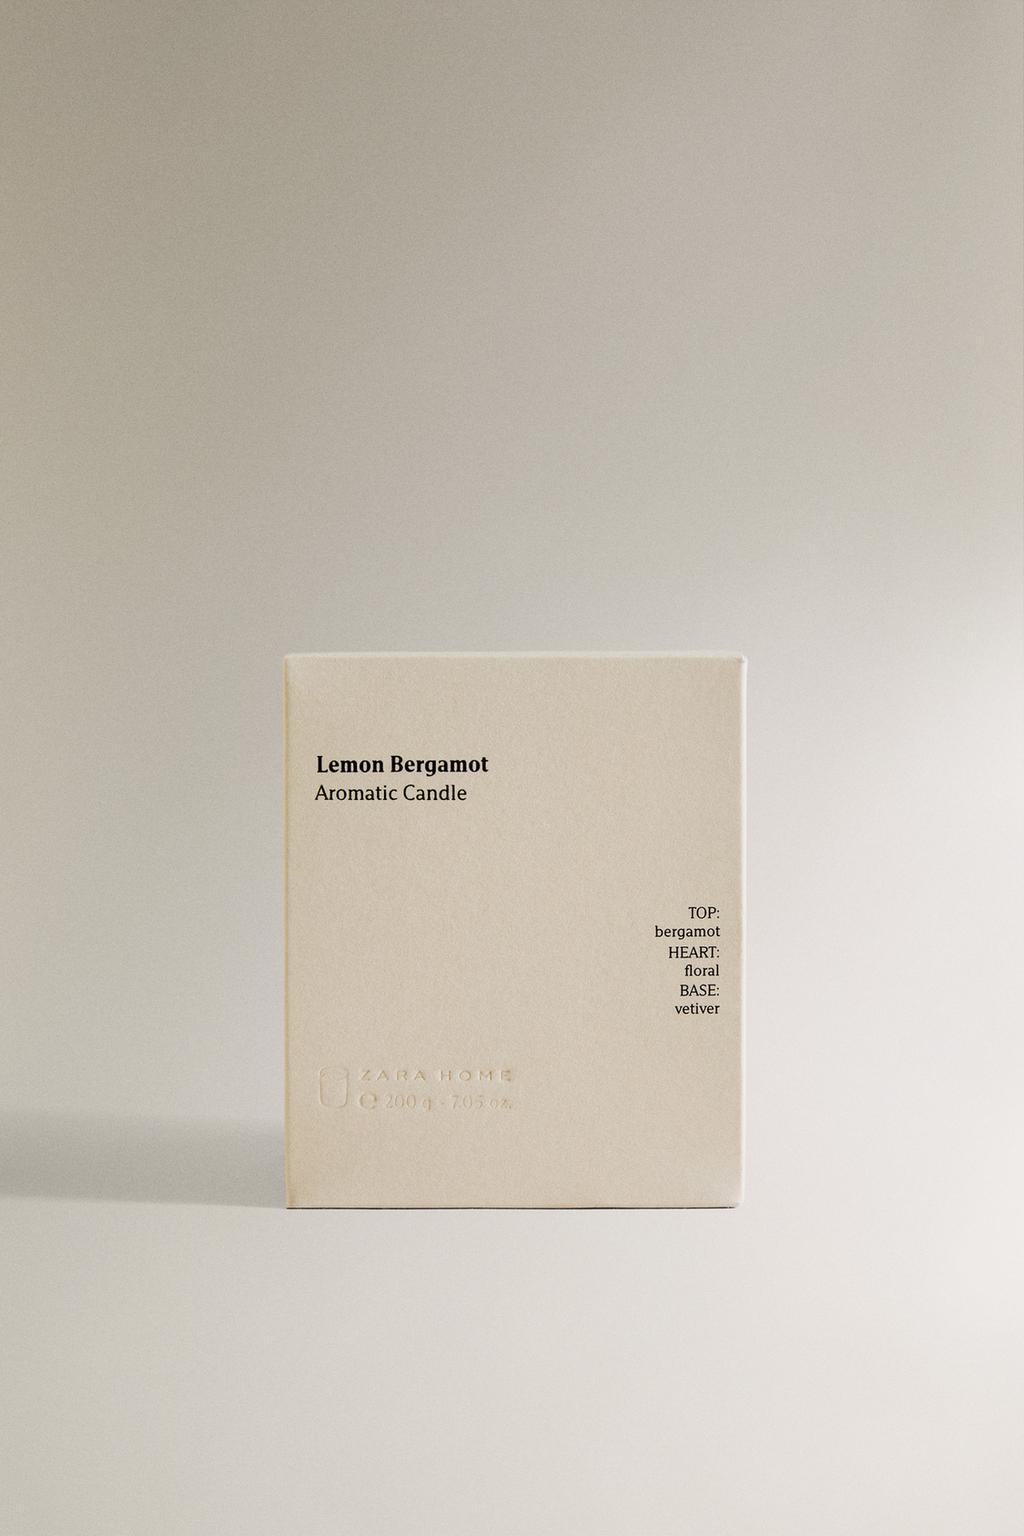 Lemon Bergamot
Aromatic Candle
TOP:
bergamot
HEART:
floral
BASE:
vetiver
ZARA HOME
℮ 200 g - 7.05 oz.